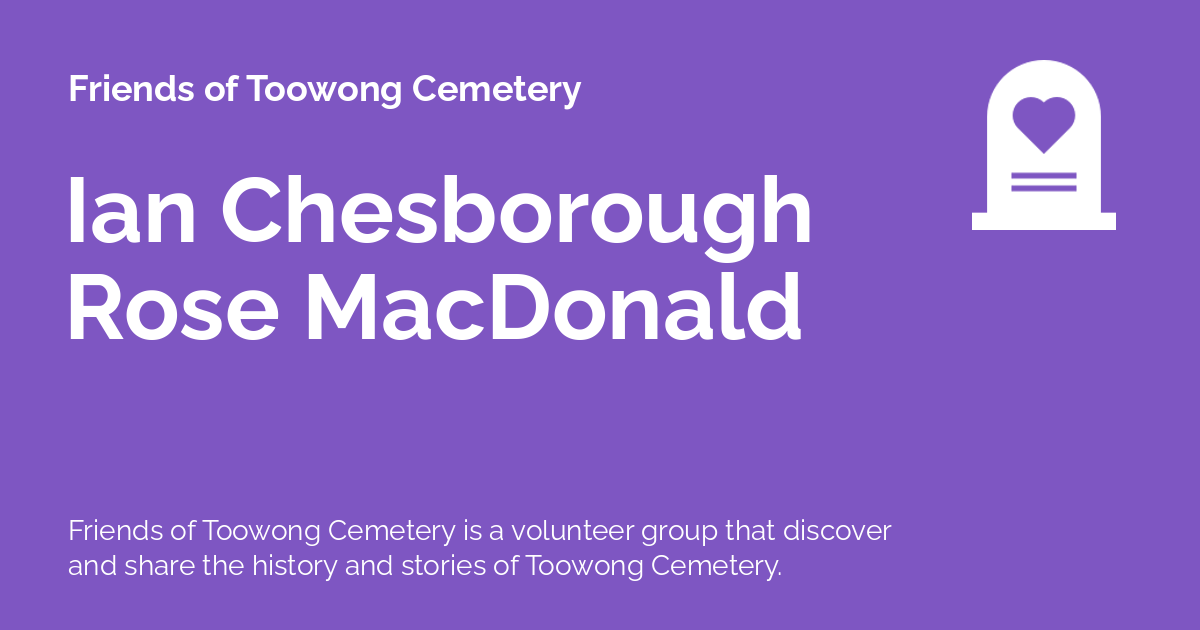 Friends of Toowong Cemetery
Ian Chesborough
Rose MacDonald
Friends of Toowong Cemetery is a volunteer group that discover
and share the history and stories of Toowong Cemetery.